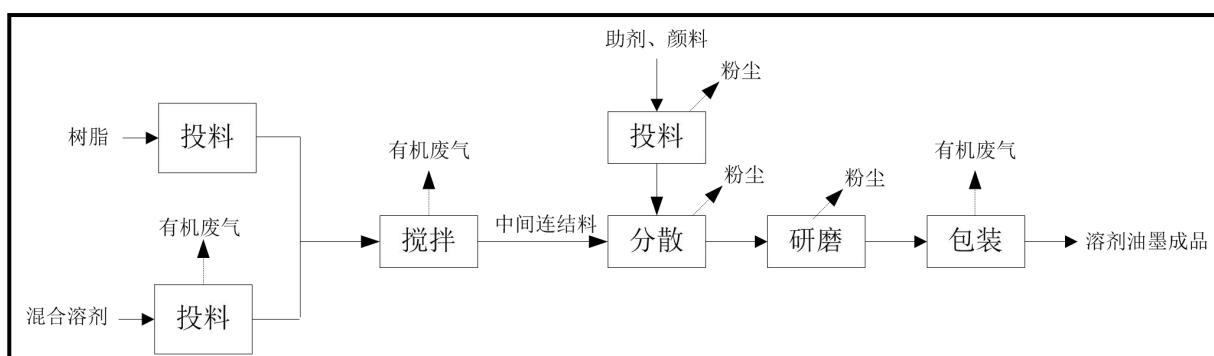 助剂、颜料
粉尘
树脂
投料
投料
有机废气
粉尘
粉尘
有机废气
有机废气
搅拌
中间连结料
分散
研磨
包装
溶剂油墨成品
混合溶剂
投料